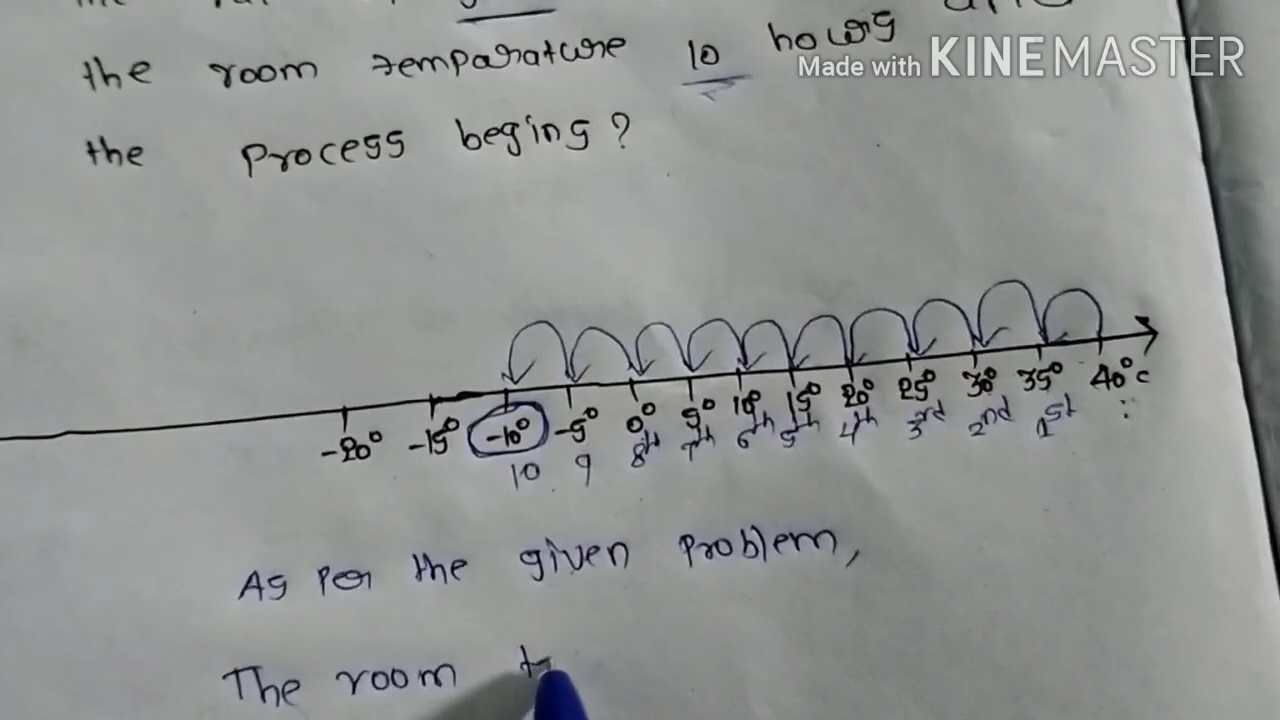 the room temparature 10 hours
Made with KINEMASTER
the process begins?
-20° -15° -10° -5° 0° 5° 10° 15° 20° 25° 30° 35° 40°C
10 9 8th 7th 6th 5th 4th 3rd 2nd 1st
As per the given problem,
The room